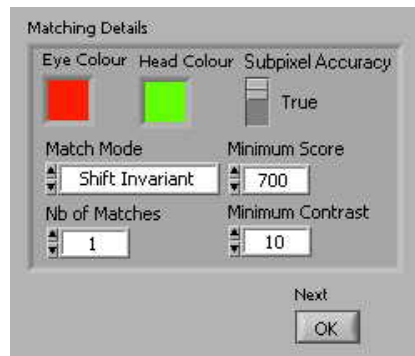 Matching Details
Eye Colour Head Colour Subpixel Accuracy
True
Match Mode Minimum Score
Shift Invariant 700
Nb of Matches Minimum Contrast
1 10
Next
OK